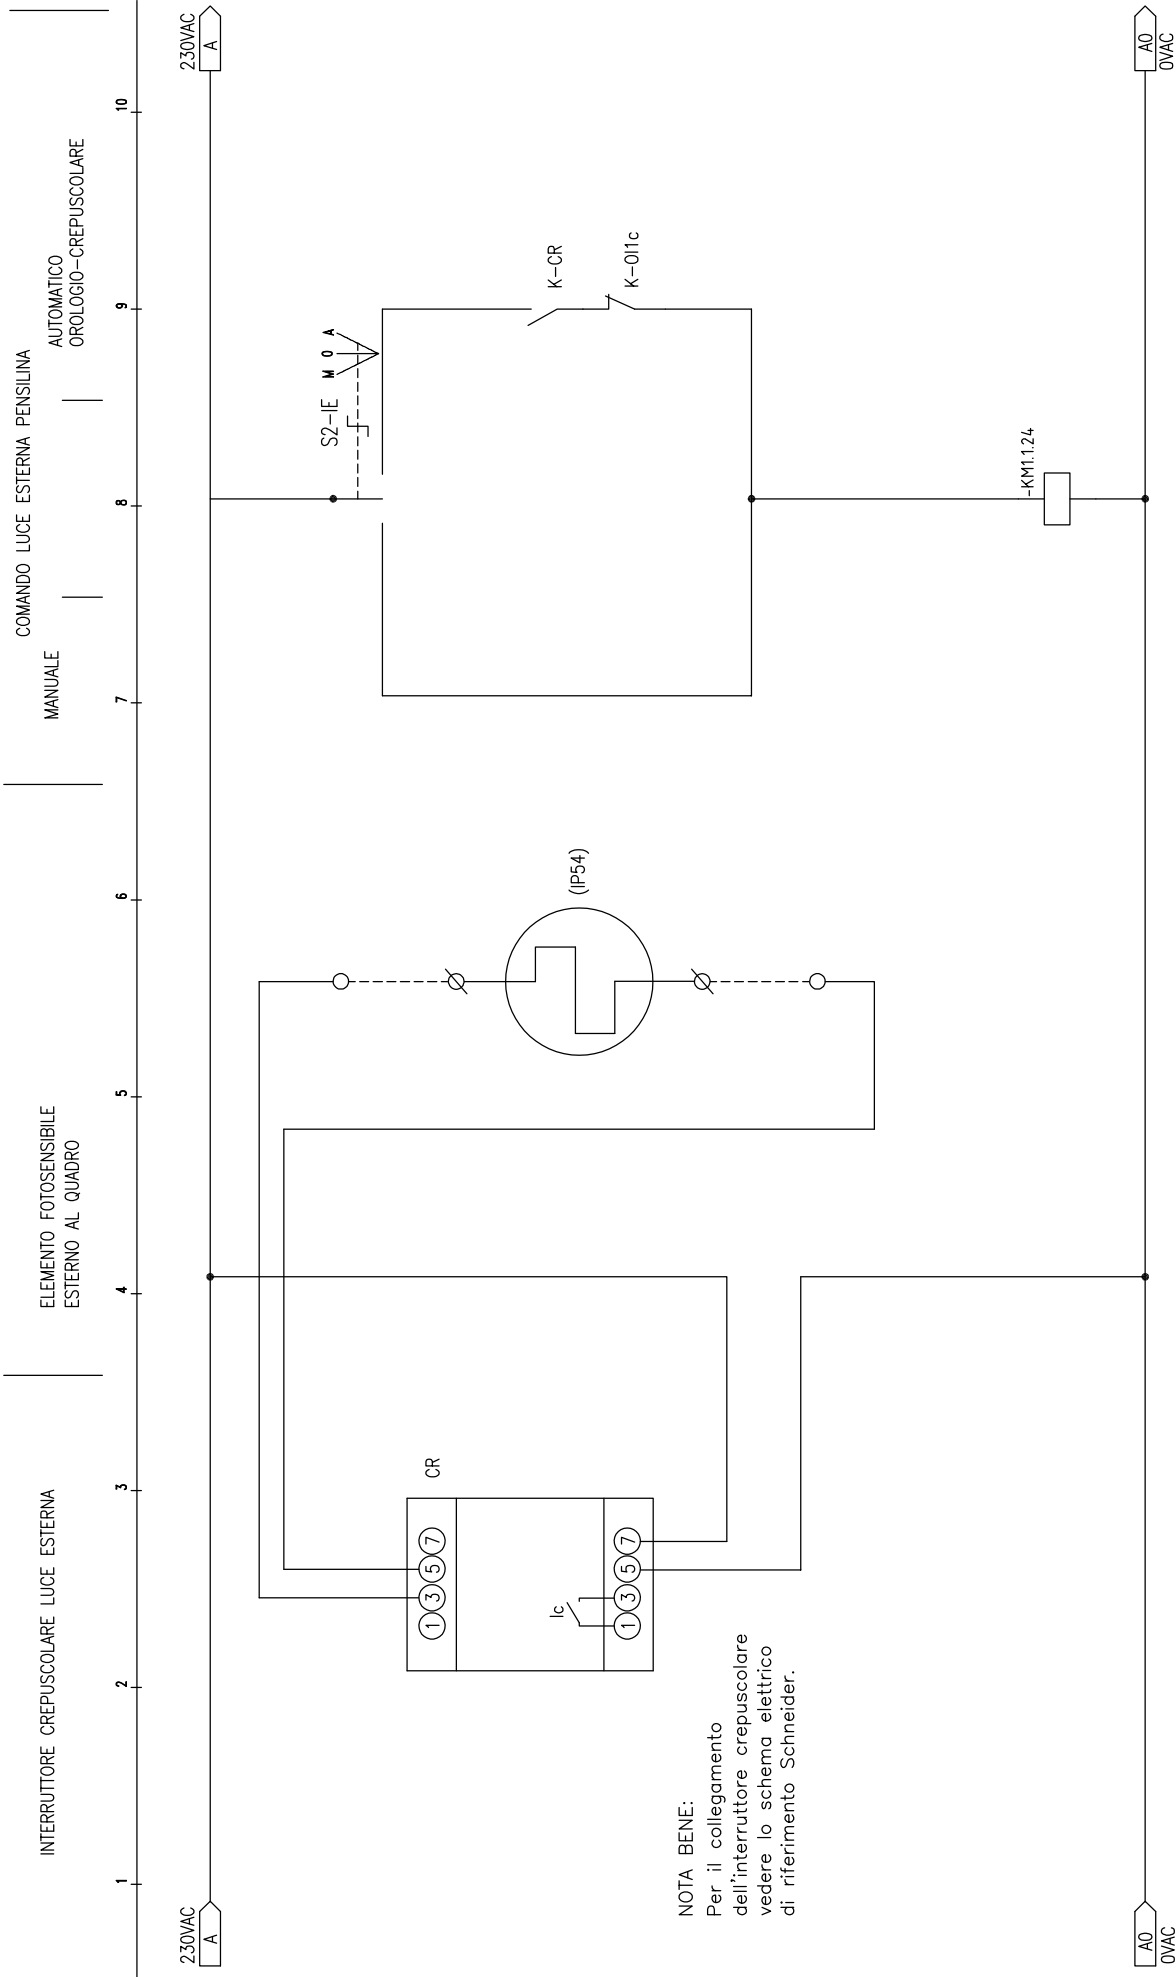 INTERRUTTORE CREPUSCOLARE LUCE ESTERNA
ELEMENTO FOTOSENSIBILE
ESTERNO AL QUADRO
COMANDO LUCE ESTERNA PENSILINA
MANUALE
AUTOMATICO
OROLOGIO-CREPUSCOLARE
1 2 3 4 5 6 7 8 9 10
230VAC
A
230VAC
A
S2-IE
M O A
CR
1 3 5 7
Ic
1 3 5 7
(IP54)
K-CR
K-OI1c
NOTA BENE:
Per il collegamento
dell'interruttore crepuscolare
vedere lo schema elettrico
di riferimento Schneider.
-KM1.1.24
A0
0VAC
A0
0VAC